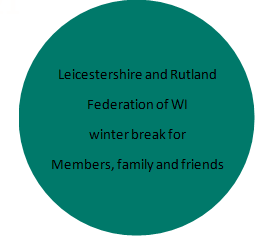 Leicestershire and Rutland
Federation of WI
winter break for
Members, family and friends